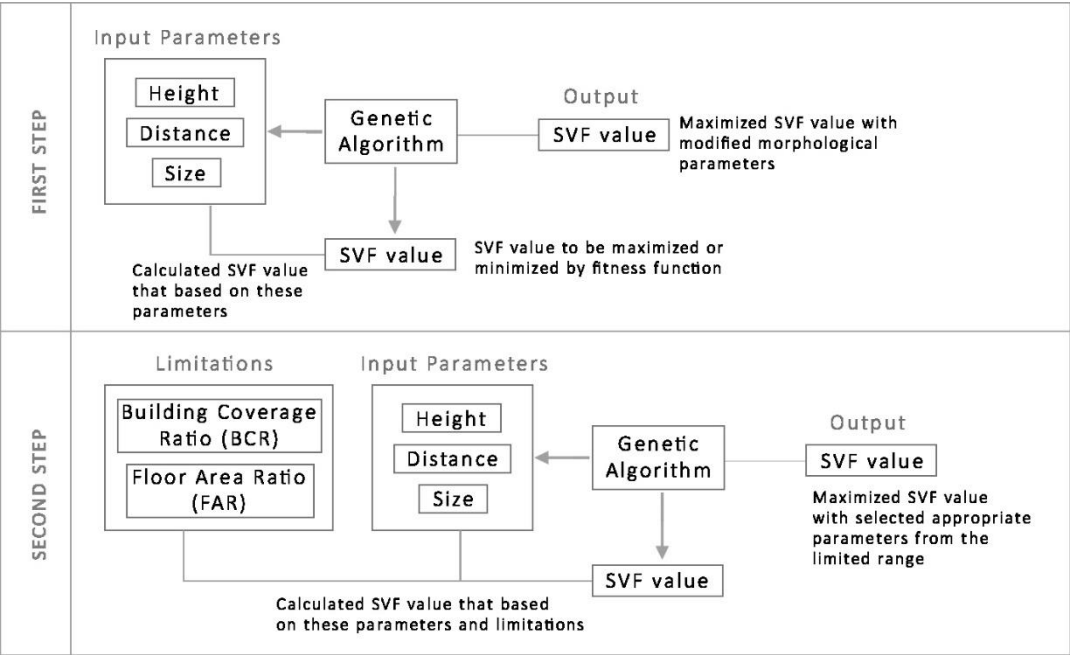 FIRST STEP
Input Parameters
Height
Distance
Size
Genetic
Algorithm
Output
SVF value
Maximized SVF value with
modified morphological
parameters
SVF value
SVF value to be maximized or
minimized by fitness function
Calculated SVF value
that based on these
parameters
SECOND STEP
Limitations
Building Coverage
Ratio (BCR)
Floor Area Ratio
(FAR)
Input Parameters
Height
Distance
Size
Genetic
Algorithm
Output
SVF value
Maximized SVF value
with selected appropriate
parameters from the
limited range
SVF value
Calculated SVF value that based
on these parameters and limitations